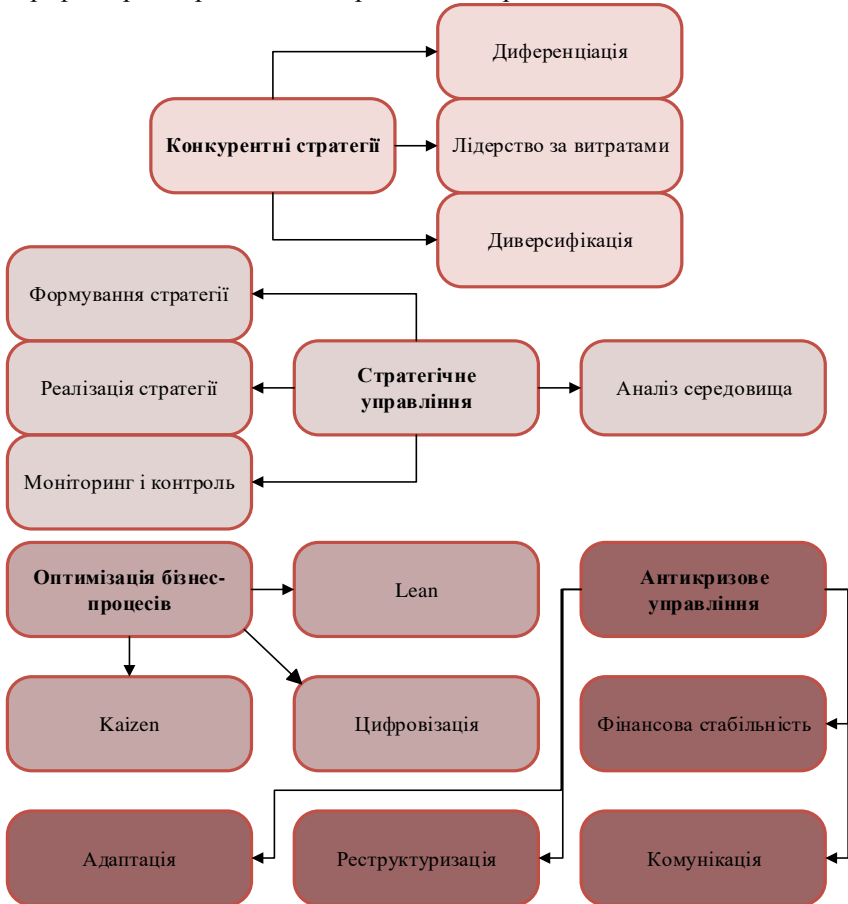 Диференціація
Конкурентні стратегії
Лідерство за витратами
Диверсифікація
Формування стратегії
Стратегічне
управління
Реалізація стратегії
Аналіз середовища
Моніторинг і контроль
Оптимізація бізнес-
процесів
Lean
Антикризове
управління
Kaizen
Цифровізація
Фінансова стабільність
Адаптація
Реструктуризація
Комунікація